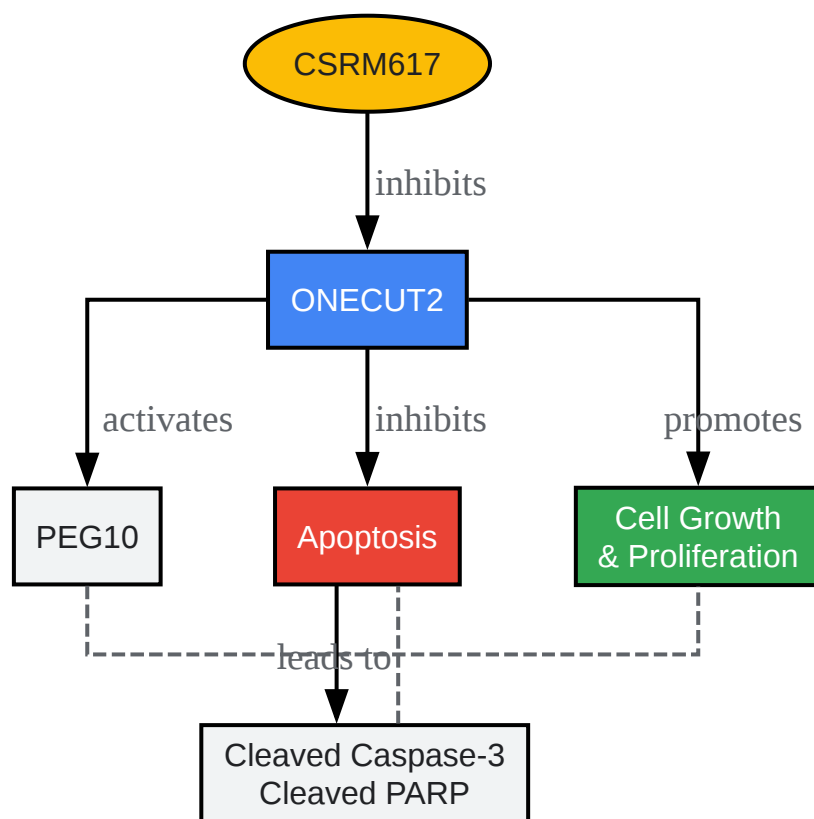 CSRM617
inhibits
ONECUT2
activates
inhibits
promotes
PEG10
Apoptosis
Cell Growth
& Proliferation
leads to
Cleaved Caspase-3
Cleaved PARP